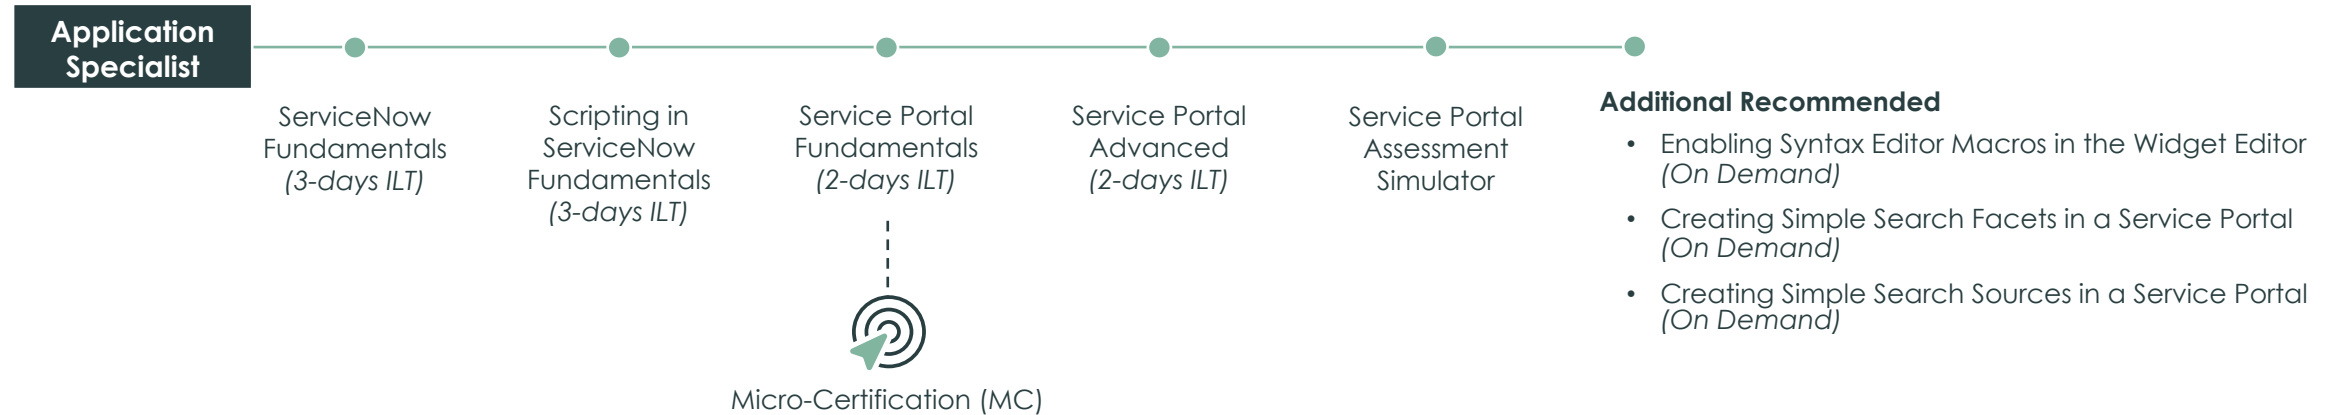 Application
Specialist
ServiceNow
Fundamentals
(3-days ILT)
Scripting in
ServiceNow
Fundamentals
(3-days ILT)
Service Portal
Fundamentals
(2-days ILT)
Micro-Certification (MC)
Service Portal
Advanced
(2-days ILT)
Service Portal
Assessment
Simulator
Additional Recommended
• Enabling Syntax Editor Macros in the Widget Editor
(On Demand)
• Creating Simple Search Facets in a Service Portal
(On Demand)
• Creating Simple Search Sources in a Service Portal
(On Demand)